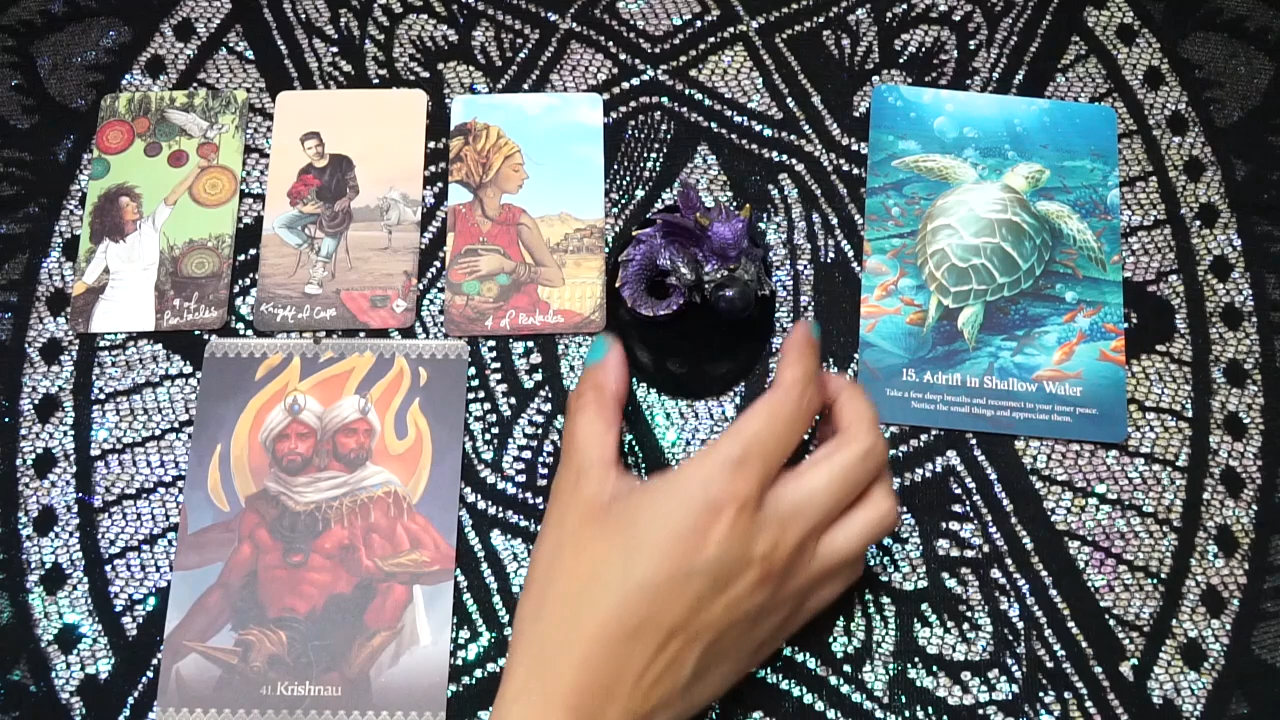 9 of
Pentacles
Knight of Cups
4 of Pentacles
15. Adrift in Shallow Water
Take a few deep breaths and reconnect to your inner peace.
Notice the small things and appreciate them.
41. Krishnau